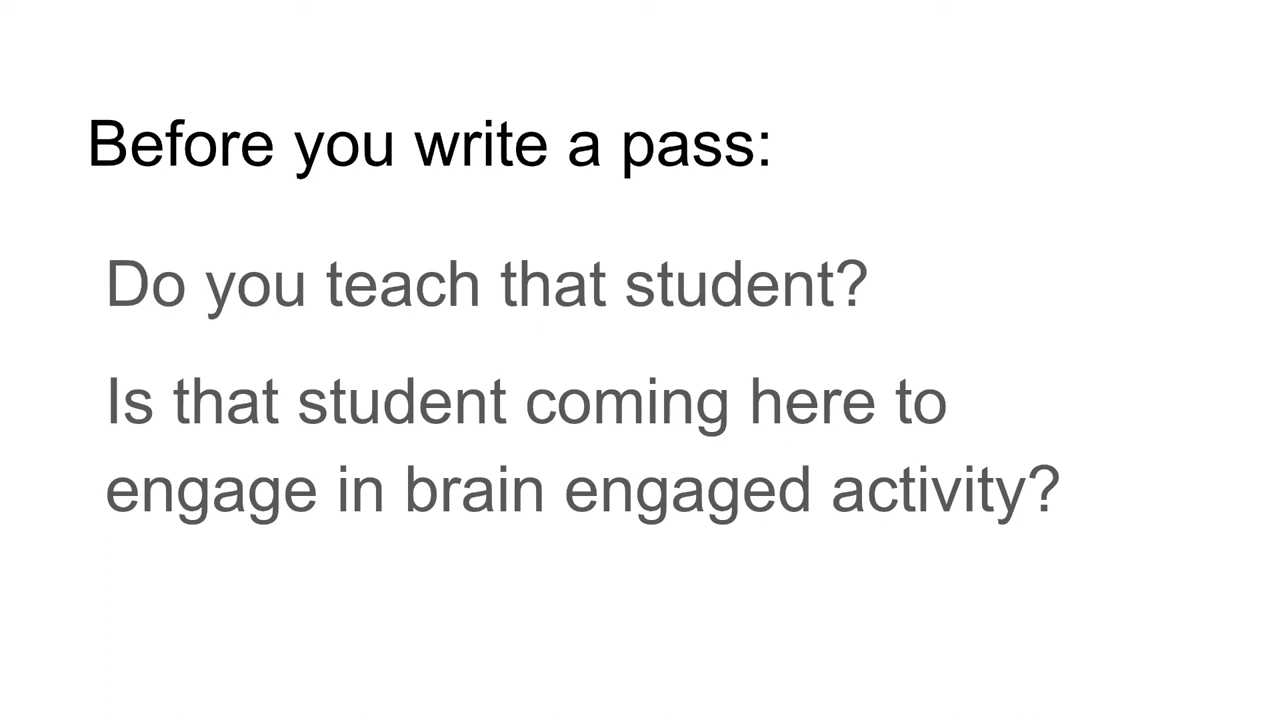 Before you write a pass:
Do you teach that student?
Is that student coming here to
engage in brain engaged activity?